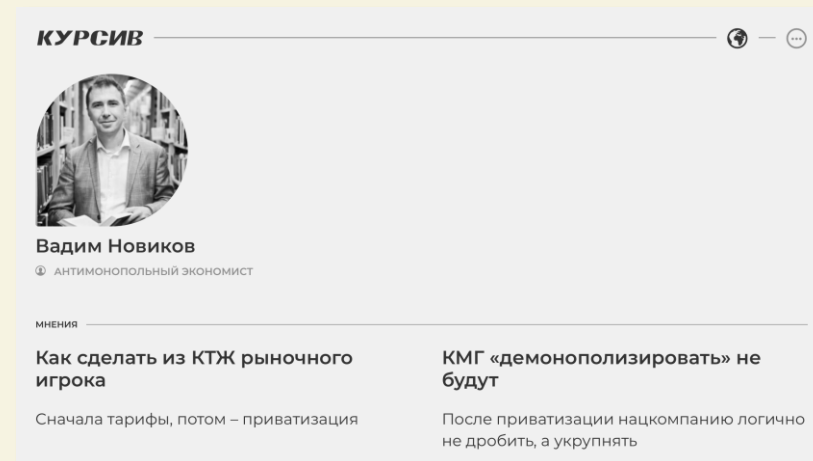 КУРСИВ
Вадим Новиков
АНТИМОНОПОЛЬНЫЙ ЭКОНОМИСТ
МНЕНИЯ
Как сделать из КТЖ рыночного
игрока
Сначала тарифы, потом – приватизация
КМГ «демонополизировать» не
будут
После приватизации нацкомпанию логично
не дробить, а укрупнять